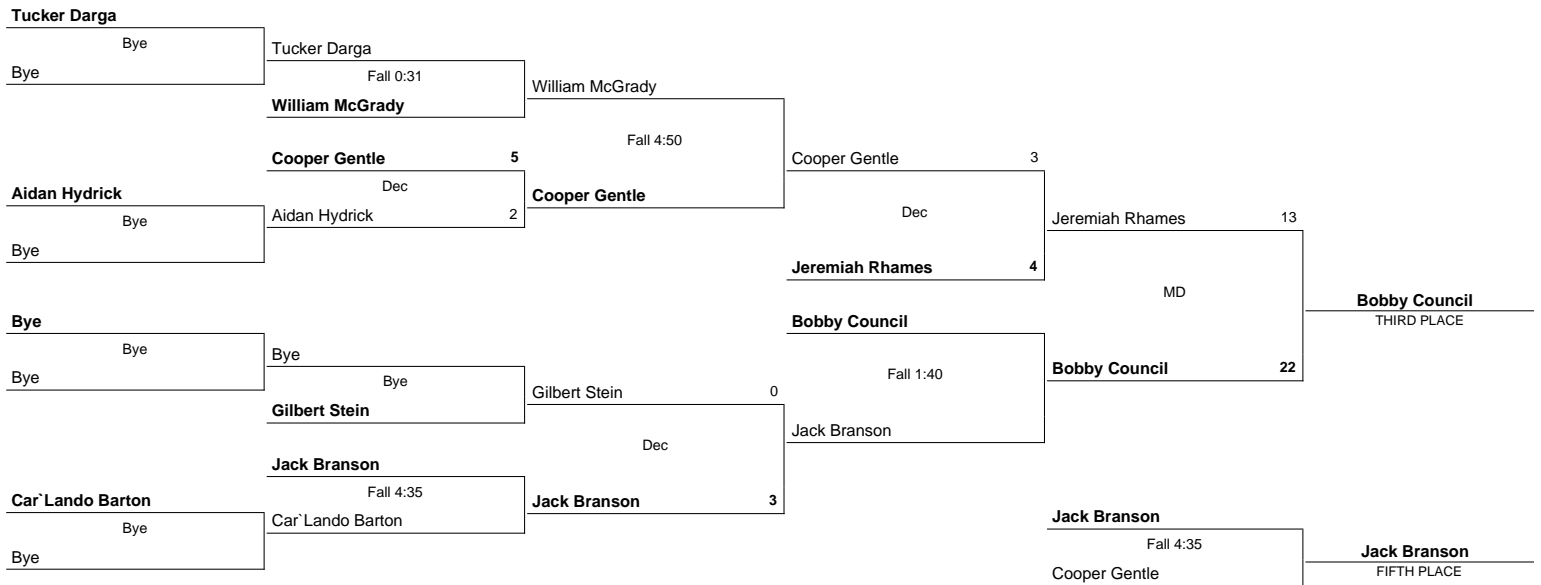 Tucker Darga
Bye
Bye
Tucker Darga
Fall 0:31
William McGrady
William McGrady
Fall 4:50
Cooper Gentle
Cooper Gentle 5
Dec
Aidan Hydrick 2
Aidan Hydrick
Bye
Bye
Cooper Gentle 3
Dec
Jeremiah Rhames 4
Jeremiah Rhames 13
MD
Bobby Council 22
Bobby Council
THIRD PLACE
Bye
Bye
Bye
Bye
Bye
Gilbert Stein
Gilbert Stein 0
Dec
Jack Branson 3
Bobby Council
Fall 1:40
Jack Branson
Jack Branson
Fall 4:35
Car`Lando Barton
Car`Lando Barton
Bye
Bye
Jack Branson
Fall 4:35
Cooper Gentle
Jack Branson
FIFTH PLACE